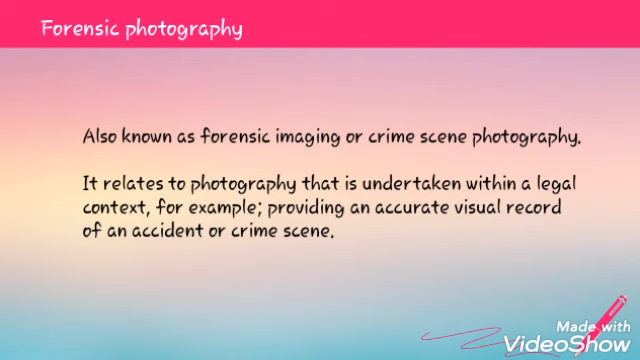 Forensic photography
Also known as forensic imaging or crime scene photography.
It relates to photography that is undertaken within a legal
context, for example; providing an accurate visual record
of an accident or crime scene.
Made with
VideoShow